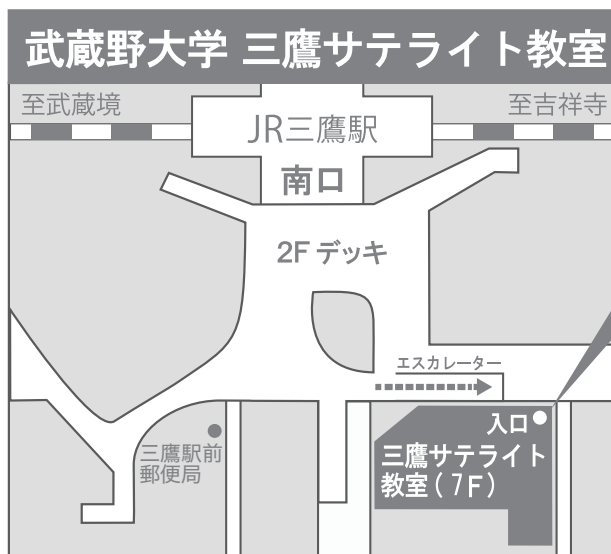 武蔵野大学 三鷹サテライト教室
至武蔵境
至吉祥寺
JR三鷹駅
南口
2Fデッキ
エスカレーター
入口
三鷹サテライト
教室(7F)
三鷹駅前
郵便局